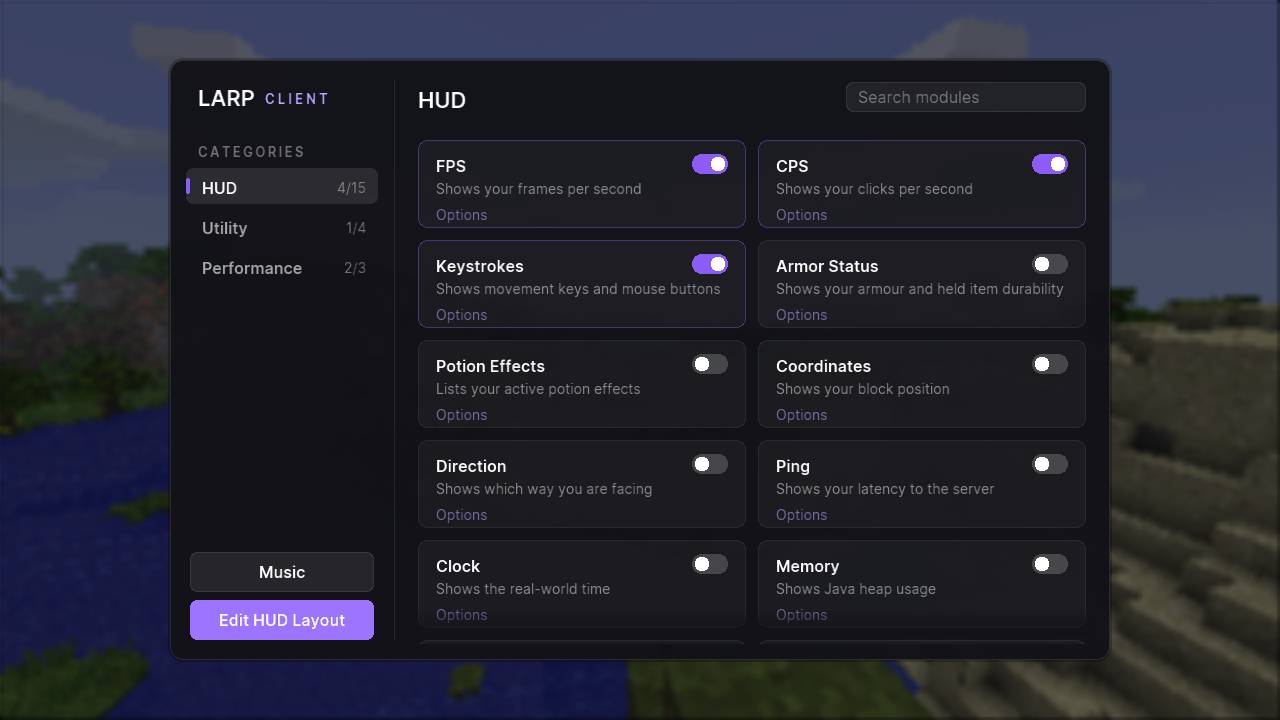 LARP CLIENT
CATEGORIES
HUD 4/15
Utility 1/4
Performance 2/3
Music
Edit HUD Layout
HUD
Search modules
FPS
Shows your frames per second
Options
CPS
Shows your clicks per second
Options
Keystrokes
Shows movement keys and mouse buttons
Options
Armor Status
Shows your armour and held item durability
Options
Potion Effects
Lists your active potion effects
Options
Coordinates
Shows your block position
Options
Direction
Shows which way you are facing
Options
Ping
Shows your latency to the server
Options
Clock
Shows the real-world time
Options
Memory
Shows Java heap usage
Options